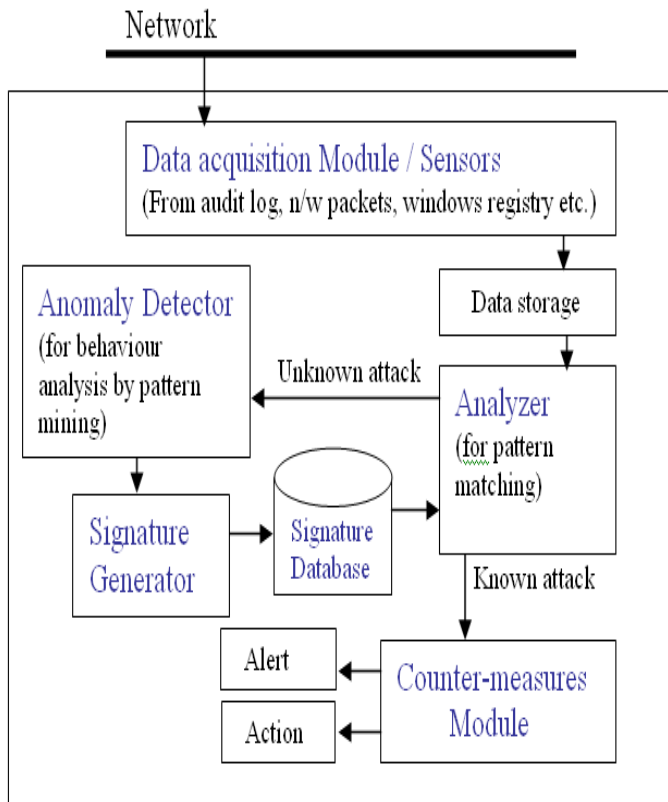 Network
Data acquisition Module / Sensors
(From audit log, n/w packets, windows registry etc.)
Data storage
Anomaly Detector
(for behaviour
analysis by pattern
mining)
Unknown attack
Analyzer
(for pattern
matching)
Signature
Generator
Signature
Database
Known attack
Counter-measures
Module
Alert
Action